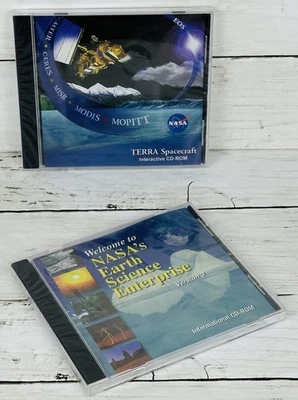 EOS
ASTER • CERES • MISR • MODIS • MOPITT
NASA
TERRA Spacecraft
Interactive CD-ROM
Welcome to
NASA's
Earth
Science
Enterprise
Informational CD-ROM